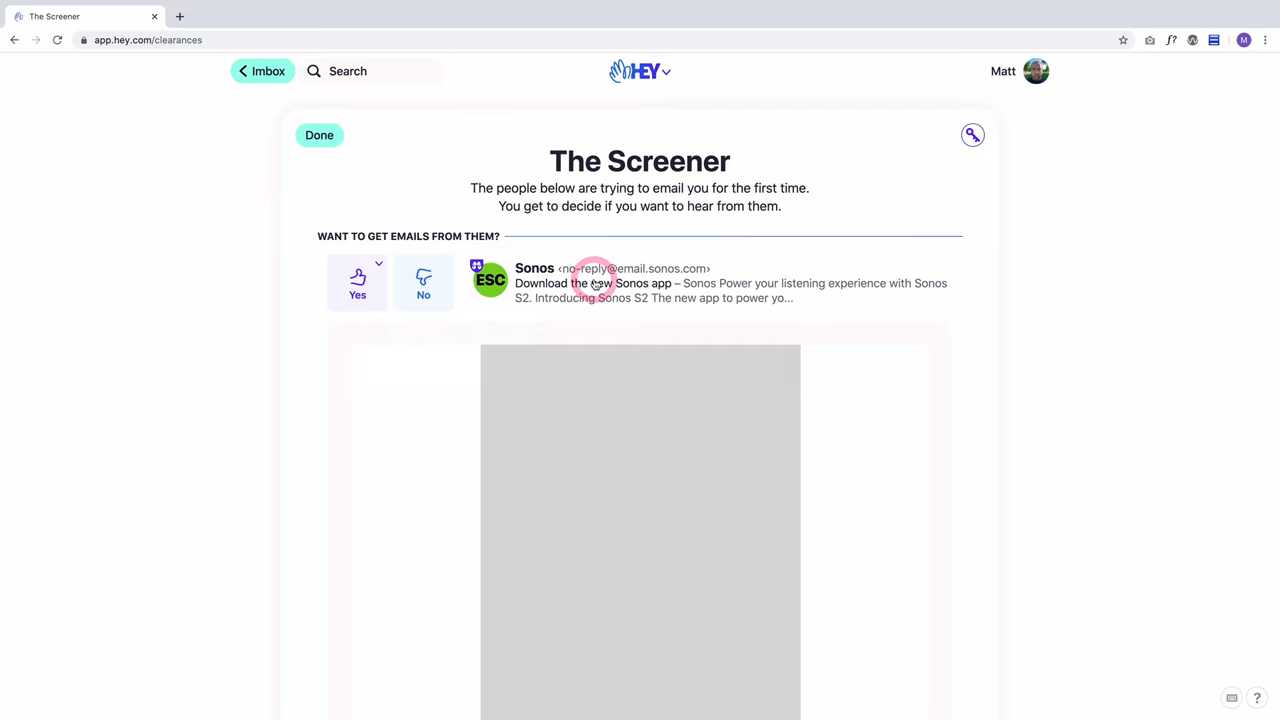 The Screener
app.hey.com/clearances
M
Imbox
Search
HEY
Matt
Done
The Screener
The people below are trying to email you for the first time.
You get to decide if you want to hear from them.
WANT TO GET EMAILS FROM THEM?
Yes
No
ESC
Sonos <no-reply@email.sonos.com>
Download the new Sonos app – Sonos Power your listening experience with Sonos
S2. Introducing Sonos S2 The new app to power yo...